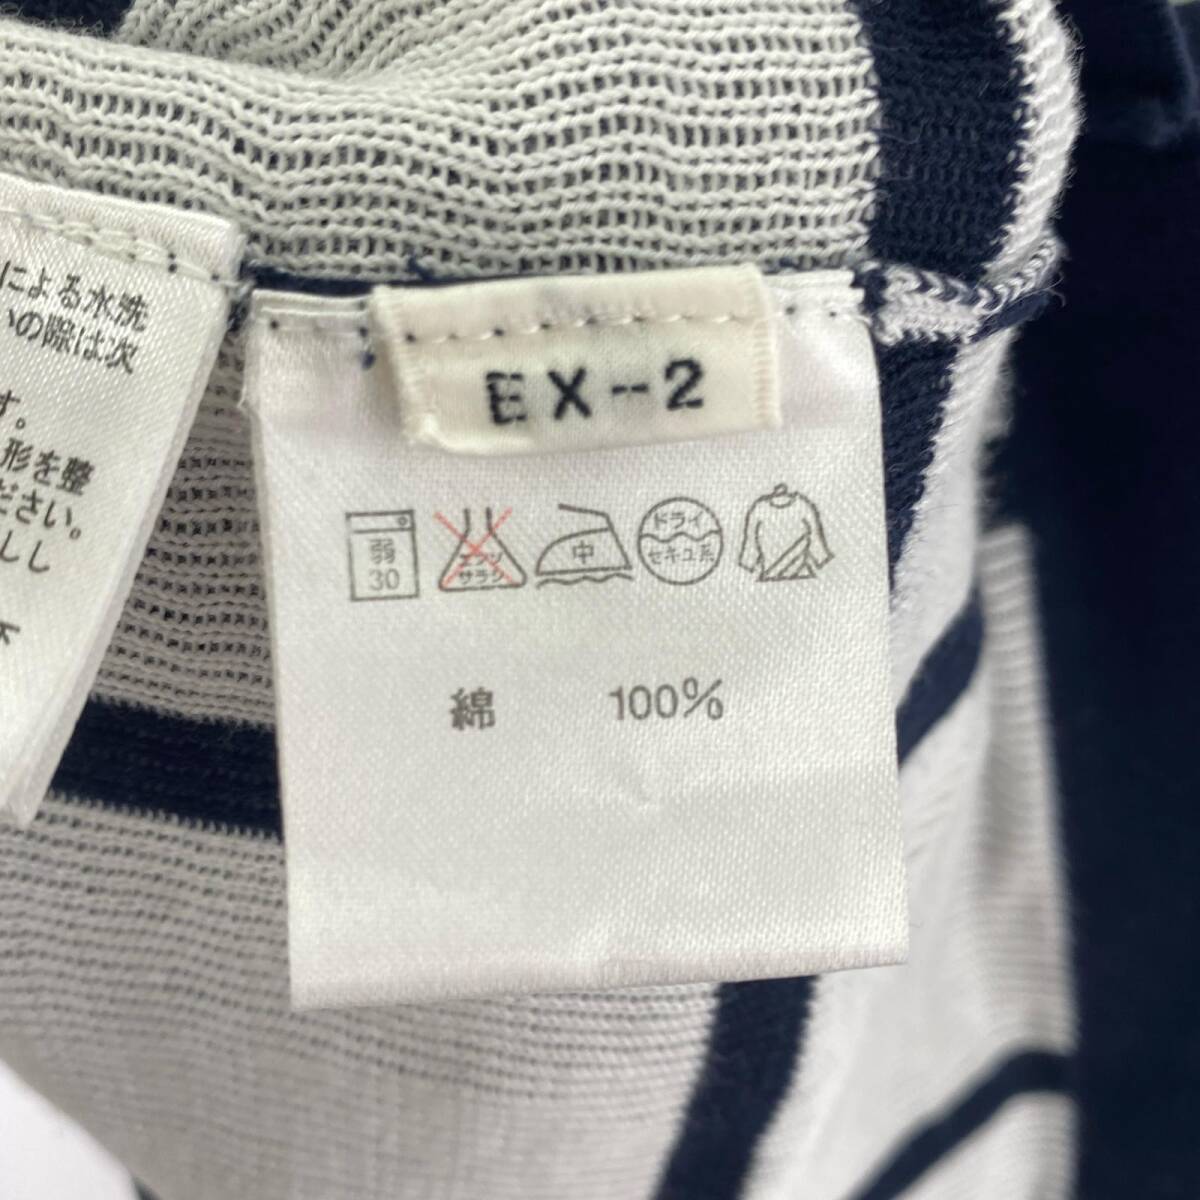 による水洗
いの際は次
す。
形を整
ださい。
しし
EX-2
弱
30
エンソ
サラシ
中
ドライ
セキユ系
綿 100%